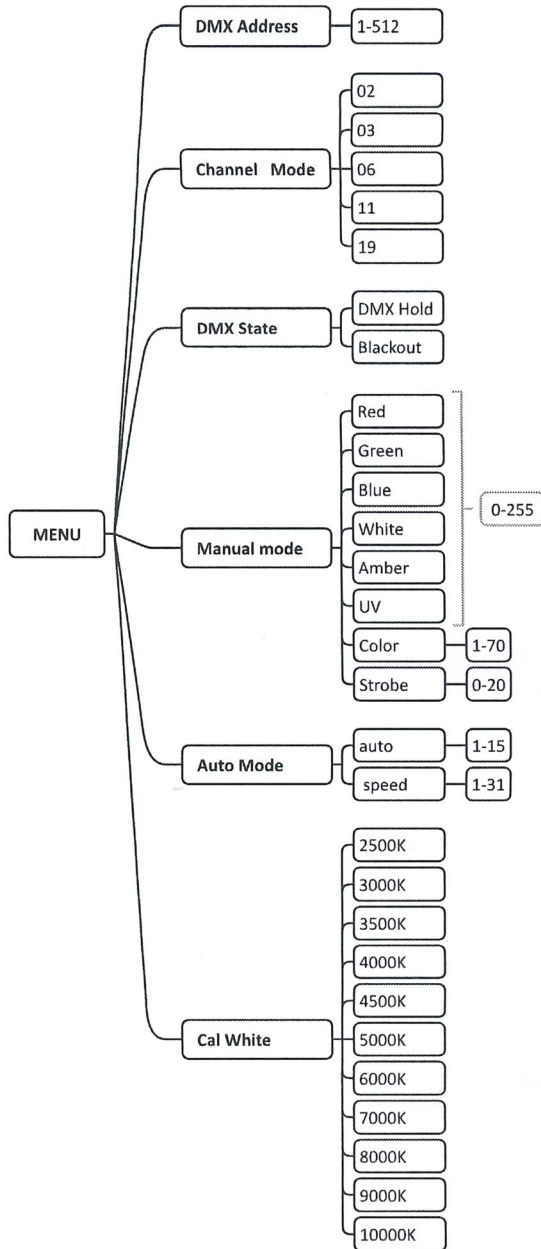 DMX Address
1-512
Channel Mode
02
03
06
11
19
DMX State
DMX Hold
Blackout
MENU
Manual mode
Red
Green
Blue
White
Amber
UV
0-255
Color
1-70
Strobe
0-20
Auto Mode
auto
1-15
speed
1-31
Cal White
2500K
3000K
3500K
4000K
4500K
5000K
6000K
7000K
8000K
9000K
10000K